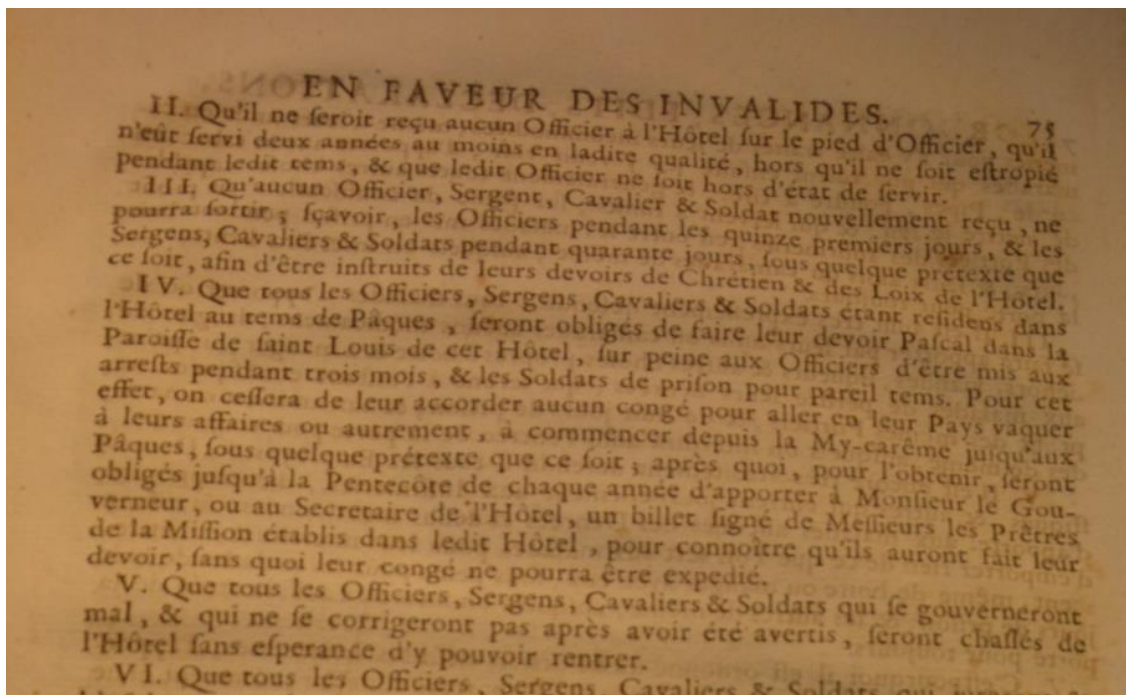 EN FAVEUR DES INVALIDES. 75
II. Qu'il ne ſeroit reçu aucun Officier à l'Hôtel ſur le pied d'Officier, qu'il
n'eût ſervi deux années au moins en ladite qualité, hors qu'il ne ſoit eſtropié
pendant ledit tems, & que ledit Officier ne ſoit hors d'état de ſervir.
III. Qu'aucun Officier, Sergent, Cavalier & Soldat nouvellement reçu, ne
pourra ſortir; ſçavoir, les Officiers pendant les quinze premiers jours, & les
Sergens, Cavaliers & Soldats pendant quarante jours, ſous quelque prétexte que
ce ſoit, afin d'être inſtruits de leurs devoirs de Chrétien & des Loix de l'Hôtel.
IV. Que tous les Officiers, Sergens, Cavaliers & Soldats étant reſidens dans
l'Hôtel au tems de Pâques, ſeront obligés de faire leur devoir Paſcal dans la
Paroiſſe de ſaint Louis de cet Hôtel, ſur peine aux Officiers d'être mis aux
arreſts pendant trois mois, & les Soldats de priſon pour pareil tems. Pour cet
effet, on ceſſera de leur accorder aucun congé pour aller en leur Pays vaquer
à leurs affaires ou autrement, à commencer depuis la My-carême juſqu'aux
Pâques, ſous quelque prétexte que ce ſoit; après quoi, pour l'obtenir, ſeront
obligés juſqu'à la Pentecôte de chaque année d'apporter à Monſieur le Gou-
verneur, ou au Secretaire de l'Hôtel, un billet ſigné de Meſſieurs les Prêtres
de la Miſſion établis dans ledit Hôtel, pour connoître qu'ils auront fait leur
devoir, ſans quoi leur congé ne pourra être expedié.
V. Que tous les Officiers, Sergens, Cavaliers & Soldats qui ſe gouverneront
mal, & qui ne ſe corrigeront pas après avoir été avertis, ſeront chaſſés de
l'Hôtel ſans eſperance d'y pouvoir rentrer.
VI. Que tous les Officiers, Sergens, Cavaliers & Soldats